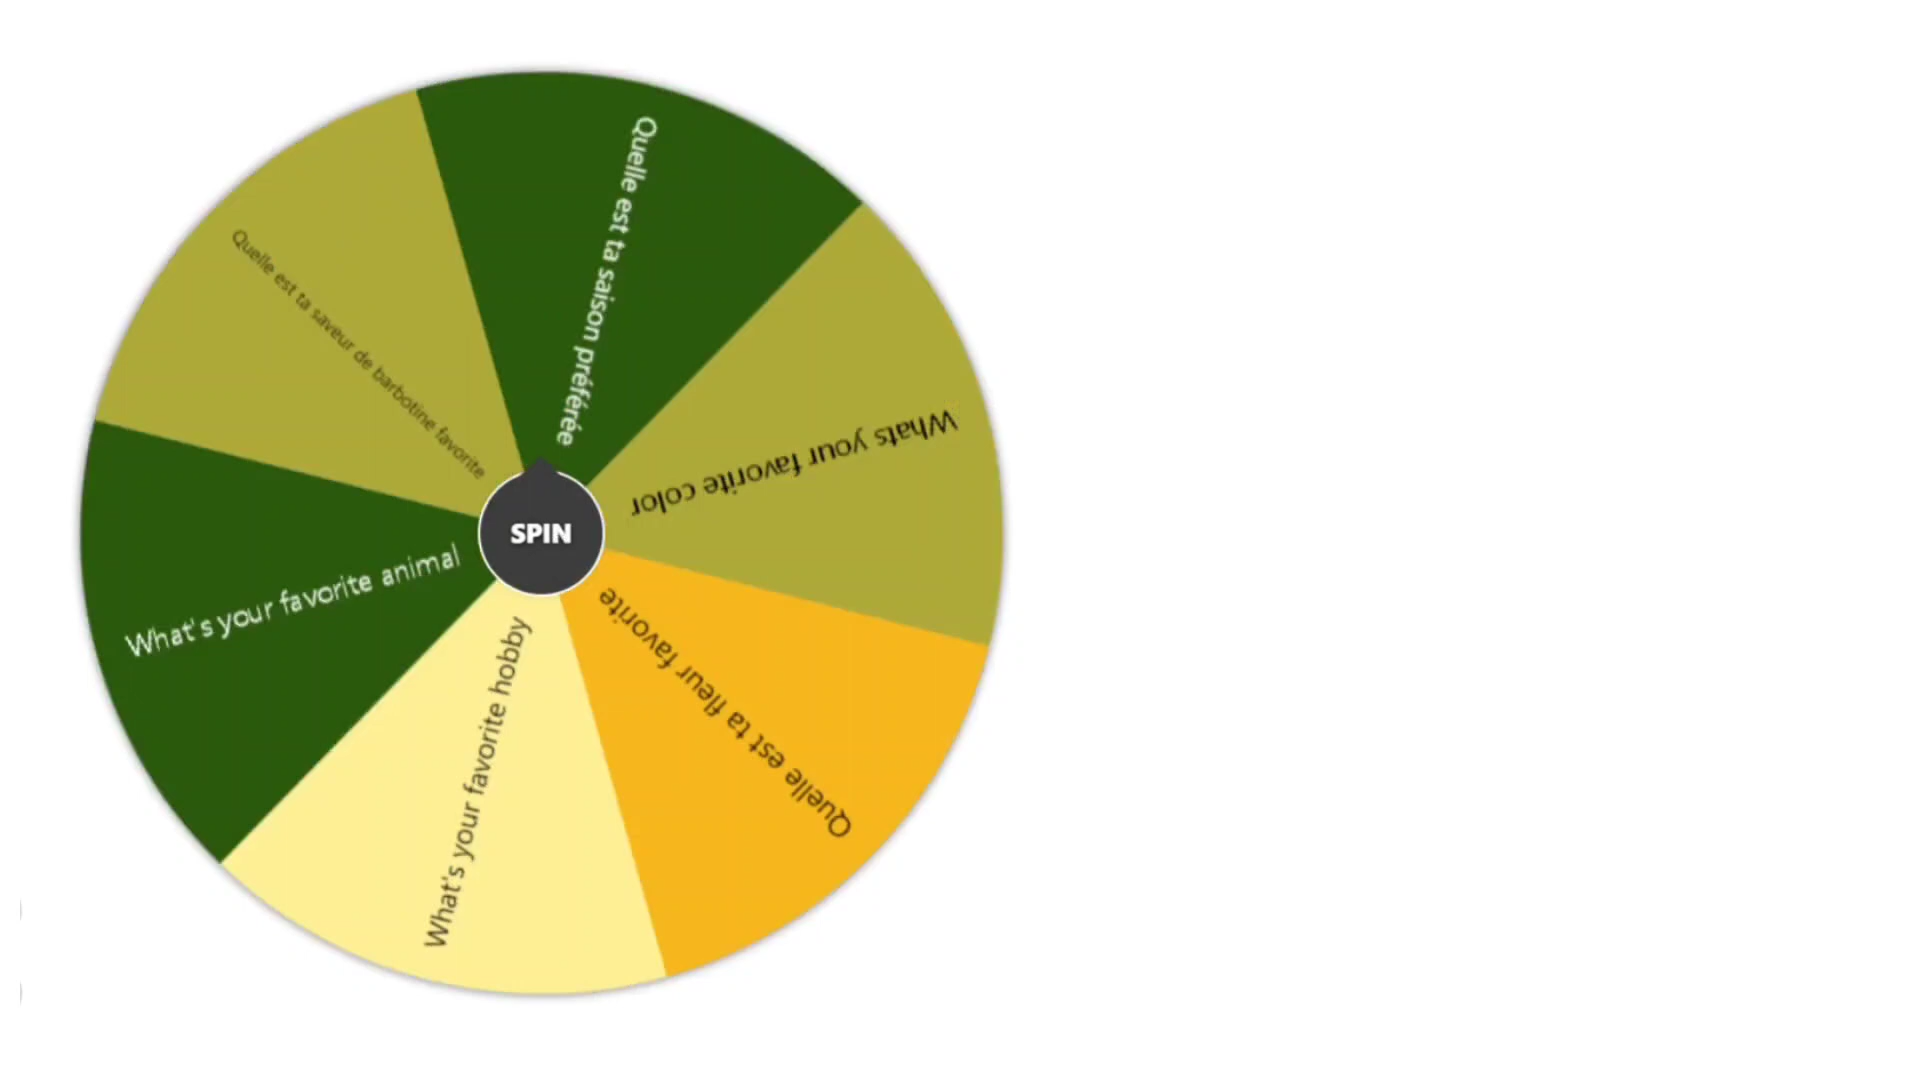 Quelle est ta saison préférée
Whats your favorite color
Quelle est ta fleur favorite
What's your favorite hobby
What's your favorite animal
Quelle est ta saveur de barbotine favorite
SPIN